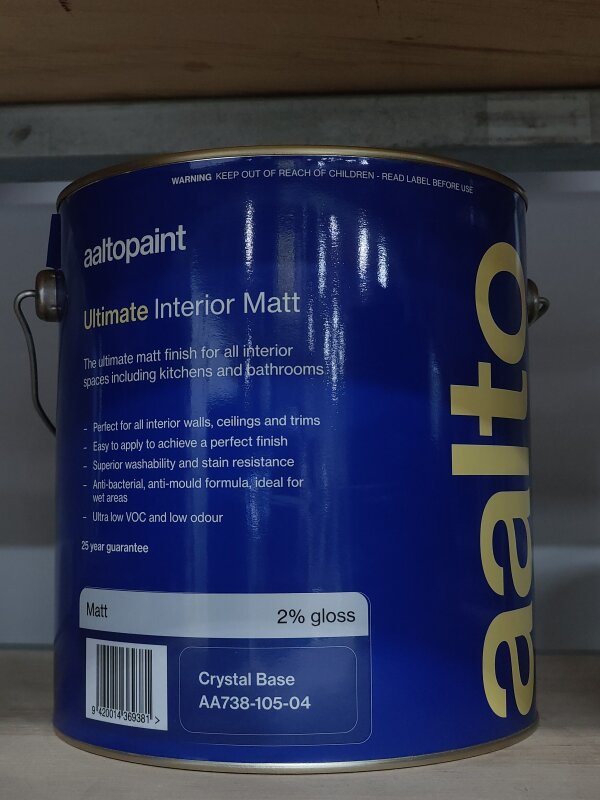 WARNING KEEP OUT OF REACH OF CHILDREN - READ LABEL BEFORE USE
aaltopaint
Ultimate Interior Matt
The ultimate matt finish for all interior
spaces including kitchens and bathrooms
- Perfect for all interior walls, ceilings and trims
- Easy to apply to achieve a perfect finish
- Superior washability and stain resistance
- Anti-bacterial, anti-mould formula, ideal for
wet areas
- Ultra low VOC and low odour
25 year guarantee
Matt
2% gloss
Crystal Base
AA738-105-04
9 420014 369381 >
aalto